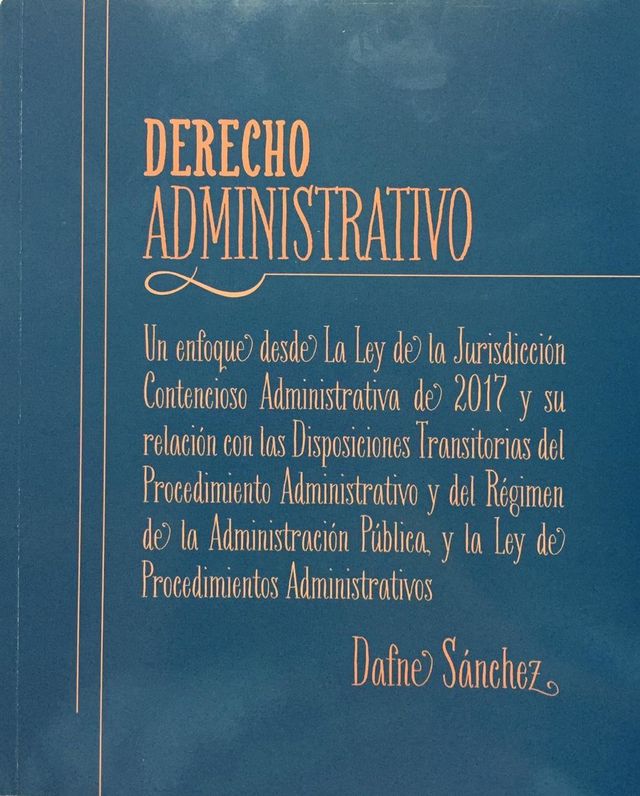 DERECHO
ADMINISTRATIVO
Un enfoque desde La Ley de la Jurisdicción
Contencioso Administrativa de 2017 y su
relación con las Disposiciones Transitorias del
Procedimiento Administrativo y del Régimen
de la Administración Pública, y la Ley de
Procedimientos Administrativos
Dafne Sánchez